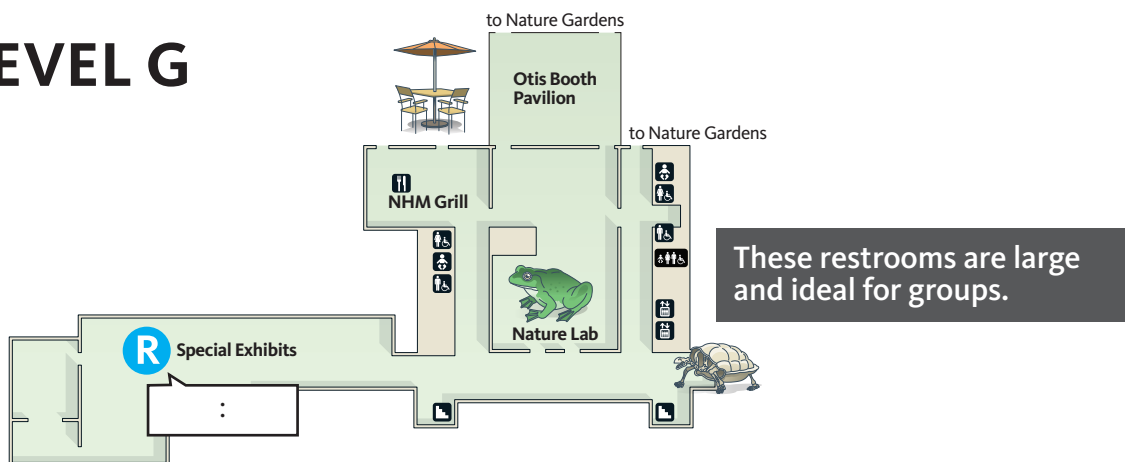 to Nature Gardens
EVEL G
Otis Booth
Pavilion
to Nature Gardens
NHM Grill
These restrooms are large
and ideal for groups.
Nature Lab
R
Special Exhibits
: